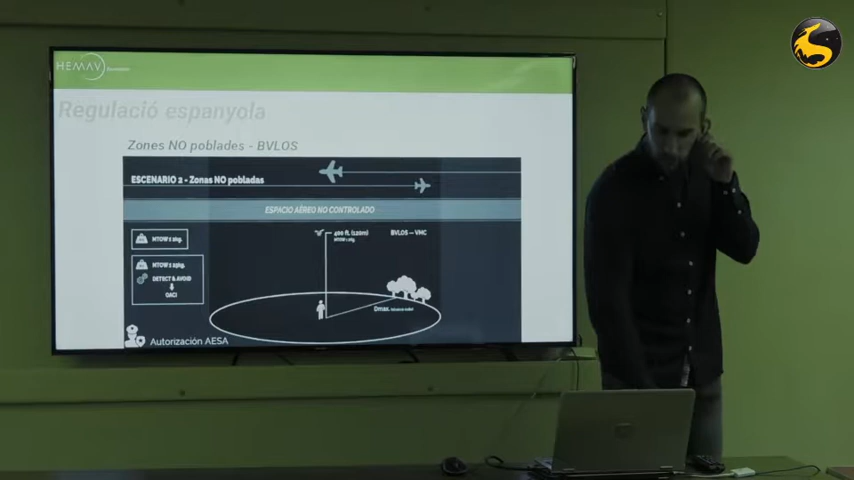 HEMAV
Regulació espanyola
Zones NO poblades - BVLOS
ESCENARIO 2 - Zonas NO pobladas
ESPACIO AÉREO NO CONTROLADO
400 ft. (120m)
BVLOS – VMC
MTOW ≤ 2kg.
MTOW ≤ 25kg.
DETECT & AVOID
OACI
Dmax.
Autorización AESA